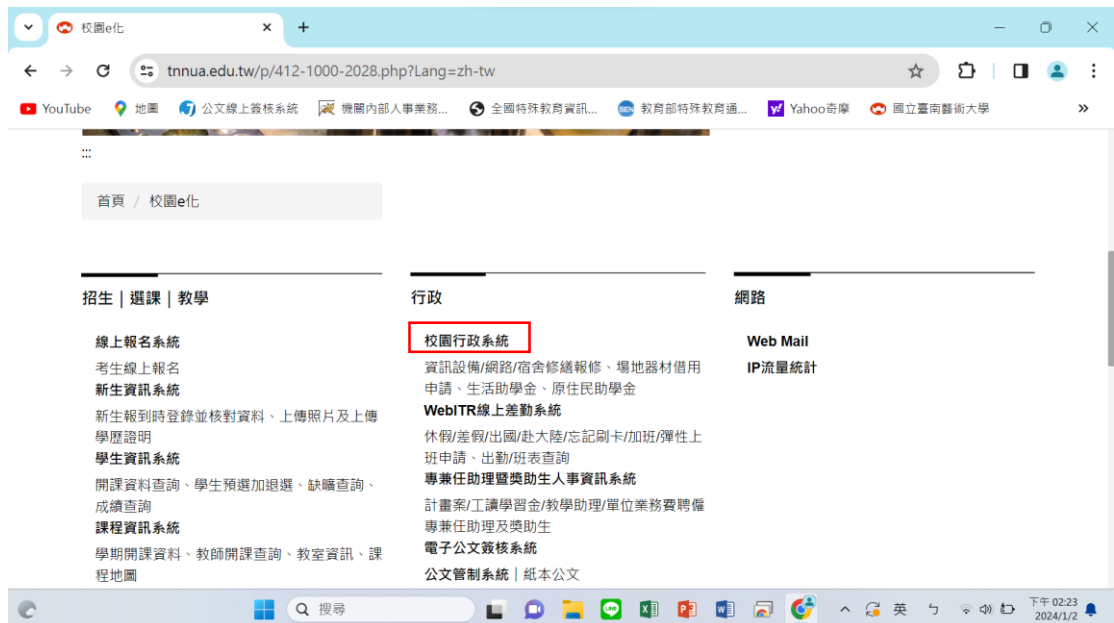 校園e化
tnnua.edu.tw/p/412-1000-2028.php?Lang=zh-tw
YouTube 地圖 公文線上簽核系統 機關內部人事業務... 全國特殊教育資訊... 教育部特殊教育通... Yahoo奇摩 國立臺南藝術大學 »
:::
首頁 / 校園e化
招生 | 選課 | 教學
線上報名系統
考生線上報名
新生資訊系統
新生報到時登錄並核對資料、上傳照片及上傳
學歷證明
學生資訊系統
開課資料查詢、學生預選加退選、缺曠查詢、
成績查詢
課程資訊系統
學期開課資料、教師開課查詢、教室資訊、課
程地圖
行政
校園行政系統
資訊設備/網路/宿舍修繕報修、場地器材借用
申請、生活助學金、原住民助學金
WebITR線上差勤系統
休假/差假/出國/赴大陸/忘記刷卡/加班/彈性上
班申請、出勤/班表查詢
專兼任助理暨獎助生人事資訊系統
計畫案/工讀學習金/教學助理/單位業務費聘僱
專兼任助理及獎助生
電子公文簽核系統
公文管制系統 | 紙本公文
網路
Web Mail
IP流量統計
搜尋
英 ㄅ
下午 02:23
2024/1/2